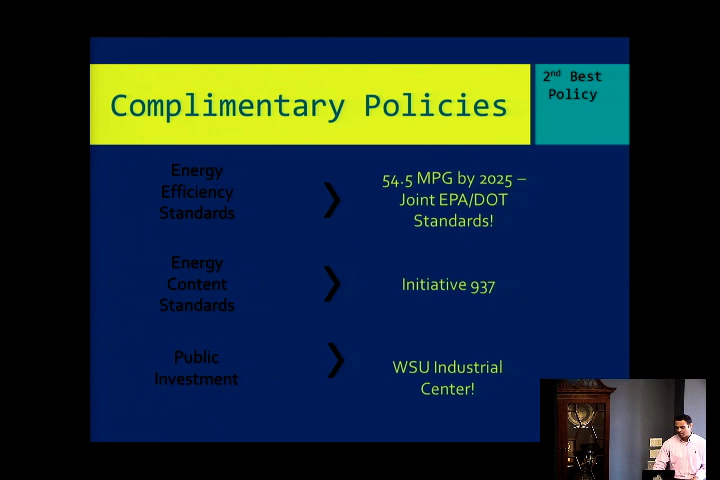 Complimentary Policies
2nd Best
Policy
Energy
Efficiency
Standards
54.5 MPG by 2025 –
Joint EPA/DOT
Standards!
Energy
Content
Standards
Initiative 937
Public
Investment
WSU Industrial
Center!